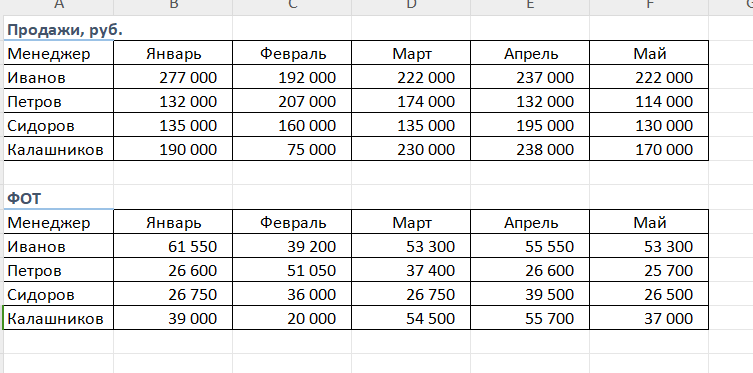 A B C D E F
Продажи, руб.
Менеджер Январь Февраль Март Апрель Май
Иванов 277 000 192 000 222 000 237 000 222 000
Петров 132 000 207 000 174 000 132 000 114 000
Сидоров 135 000 160 000 135 000 195 000 130 000
Калашников 190 000 75 000 230 000 238 000 170 000
ФОТ
Менеджер Январь Февраль Март Апрель Май
Иванов 61 550 39 200 53 300 55 550 53 300
Петров 26 600 51 050 37 400 26 600 25 700
Сидоров 26 750 36 000 26 750 39 500 26 500
Калашников 39 000 20 000 54 500 55 700 37 000